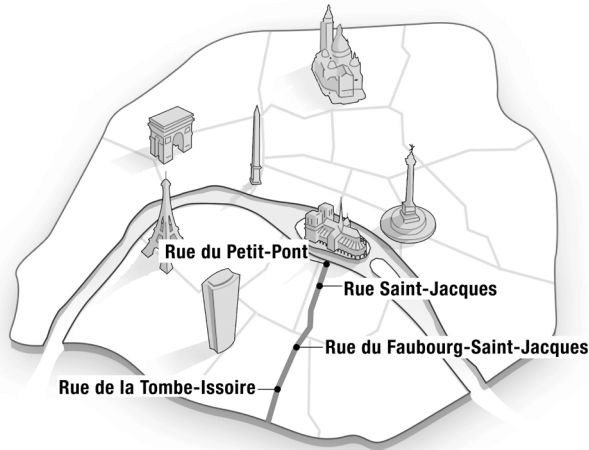 Rue du Petit-Pont
Rue Saint-Jacques
Rue du Faubourg-Saint-Jacques
Rue de la Tombe-Issoire